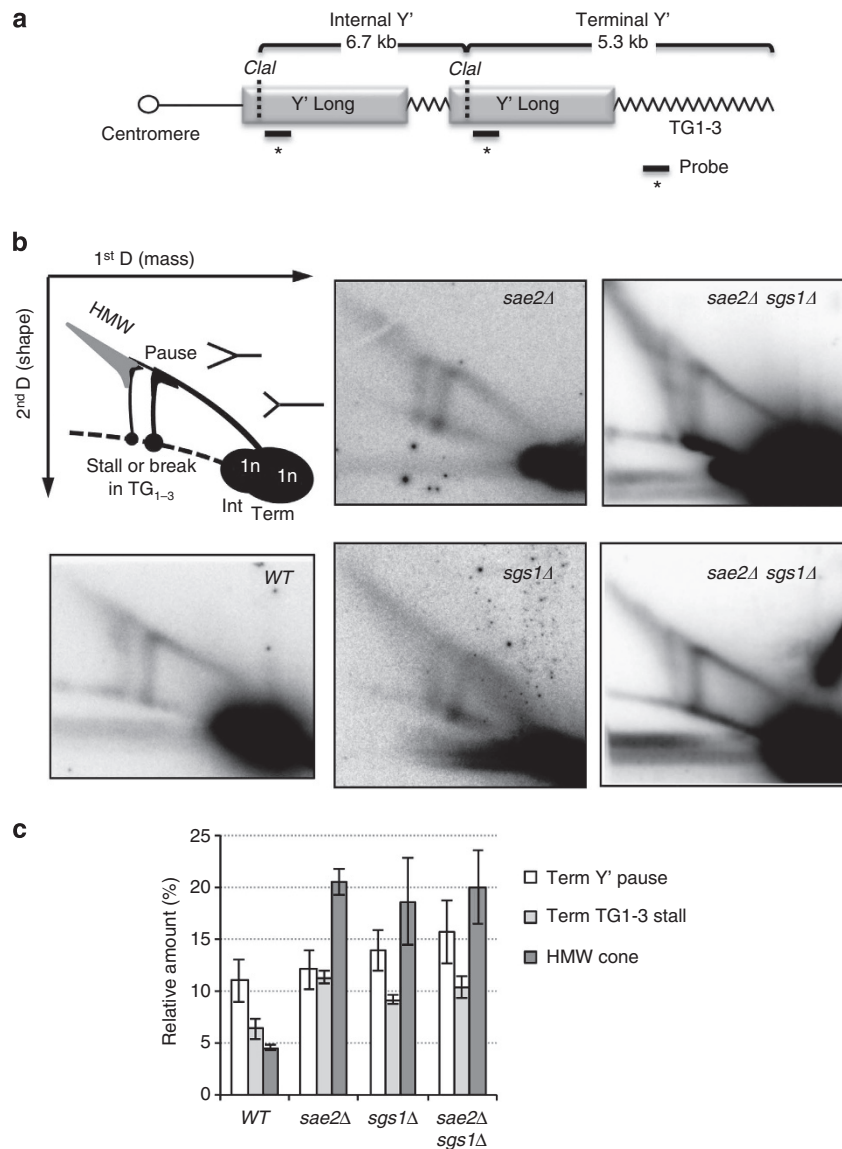 a
Internal Y' Terminal Y'
6.7 kb 5.3 kb
ClaI ClaI
Y' Long Y' Long
Centromere TG1-3
* * Probe
*
b
1st D (mass)
2nd D (shape)
HMW
Pause
Stall or break
in TG1–3
1n 1n
Int Term
sae2Δ
sae2Δ sgs1Δ
WT
sgs1Δ
sae2Δ sgs1Δ
c
Relative amount (%)
25
20
15
10
5
0
WT sae2Δ sgs1Δ sae2Δ
sgs1Δ
Term Y' pause
Term TG1-3 stall
HMW cone